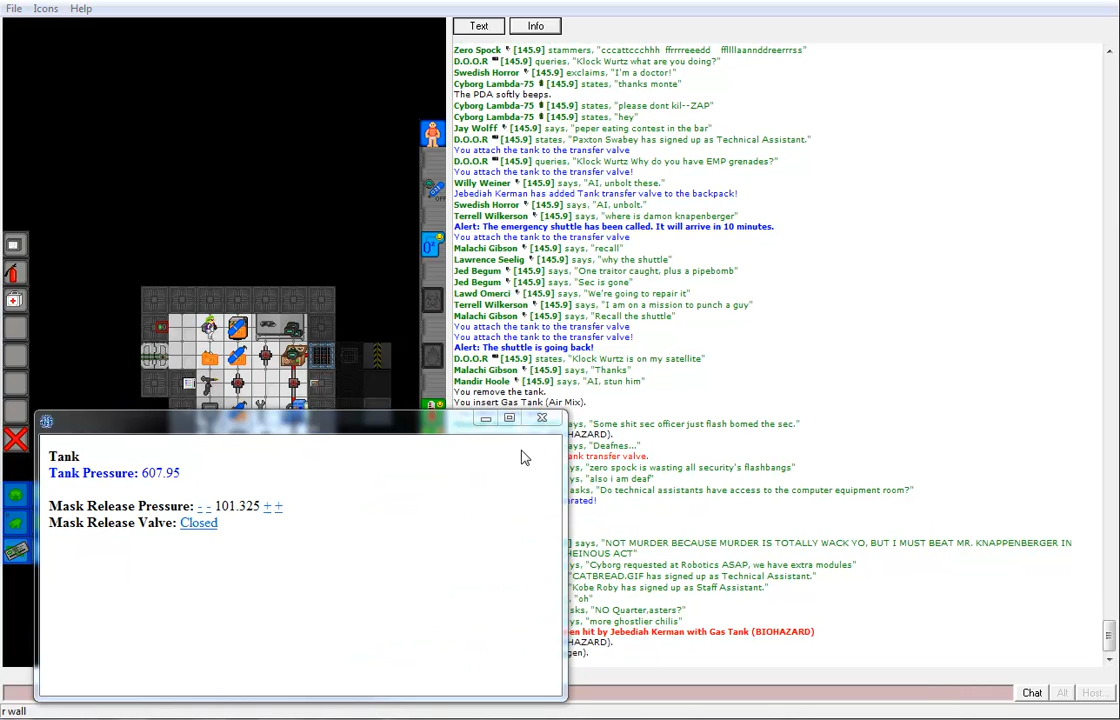 File Icons Help
Text Info
Zero Spock [145.9] stammers, "cccattccchhh ffrrrreeedd ffllllaannddreerrrss"
D.O.O.R [145.9] queries, "Klock Wurtz what are you doing?"
Swedish Horror [145.9] exclaims, "I'm a doctor!"
Cyborg Lambda-75 [145.9] states, "thanks monte"
The PDA softly beeps.
Cyborg Lambda-75 [145.9] states, "please dont kil--ZAP"
Cyborg Lambda-75 [145.9] states, "hey"
Jay Wolff [145.9] says, "peper eating contest in the bar"
D.O.O.R [145.9] states, "Paxton Swabey has signed up as Technical Assistant."
You attach the tank to the transfer valve
D.O.O.R [145.9] queries, "Klock Wurtz Why do you have EMP grenades?"
You attach the tank to the transfer valve!
Willy Weiner [145.9] says, "AI, unbolt these."
Jebediah Kerman has added Tank transfer valve to the backpack!
Swedish Horror [145.9] says, "AI, unbolt."
Terrell Wilkerson [145.9] says, "where is damon knapenberger"
Alert: The emergency shuttle has been called. It will arrive in 10 minutes.
You attach the tank to the transfer valve
Malachi Gibson [145.9] says, "recall"
Lawrence Seelig [145.9] says, "why the shuttle"
Jed Begum [145.9] says, "One traitor caught, plus a pipebomb"
Jed Begum [145.9] says, "Sec is gone"
Lawd Omerci [145.9] says, "We're going to repair it"
Terrell Wilkerson [145.9] says, "I am on a mission to punch a guy"
Malachi Gibson [145.9] says, "Recall the shuttle"
You attach the tank to the transfer valve
You attach the tank to the transfer valve!
Alert: The shuttle is going back!
D.O.O.R [145.9] states, "Klock Wurtz is on my satellite"
Malachi Gibson [145.9] says, "Thanks"
Mandir Hoole [145.9] says, "AI, stun him"
You remove the tank.
You insert Gas Tank (Air Mix).
says, "Some shit sec officer just flash bomed the sec."
HAZARD).
says, "Deafnes..."
tank transfer valve.
ys, "zero spock is wasting all security's flashbangs"
says, "also i am deaf"
asks, "Do technical assistants have access to the computer equipment room?"
arated!
says, "NOT MURDER BECAUSE MURDER IS TOTALLY WACK YO, BUT I MUST BEAT MR. KNAPPENBERGER IN
HEINOUS ACT"
ys, "Cyborg requested at Robotics ASAP, we have extra modules"
"CATBREAD.GIF has signed up as Technical Assistant."
"Kobe Roby has signed up as Staff Assistant."
"oh"
sks, "NO Quarter,asters?"
ys, "more ghostlier chilis"
en hit by Jebediah Kerman with Gas Tank (BIOHAZARD)
HAZARD).
gen).
OFF
Tank
Tank Pressure: 607.95
Mask Release Pressure: - - 101.325 + +
Mask Release Valve: Closed
Chat Alt Host...
r wall